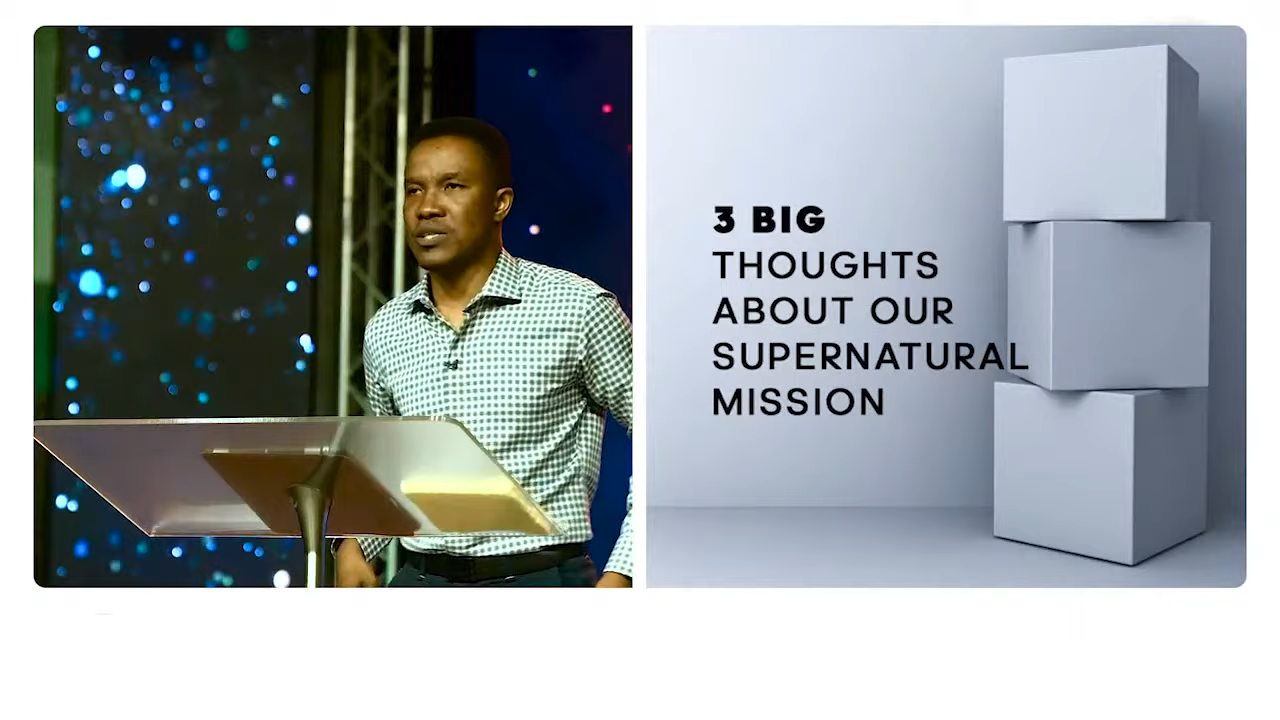 3 BIG
THOUGHTS
ABOUT OUR
SUPERNATURAL
MISSION